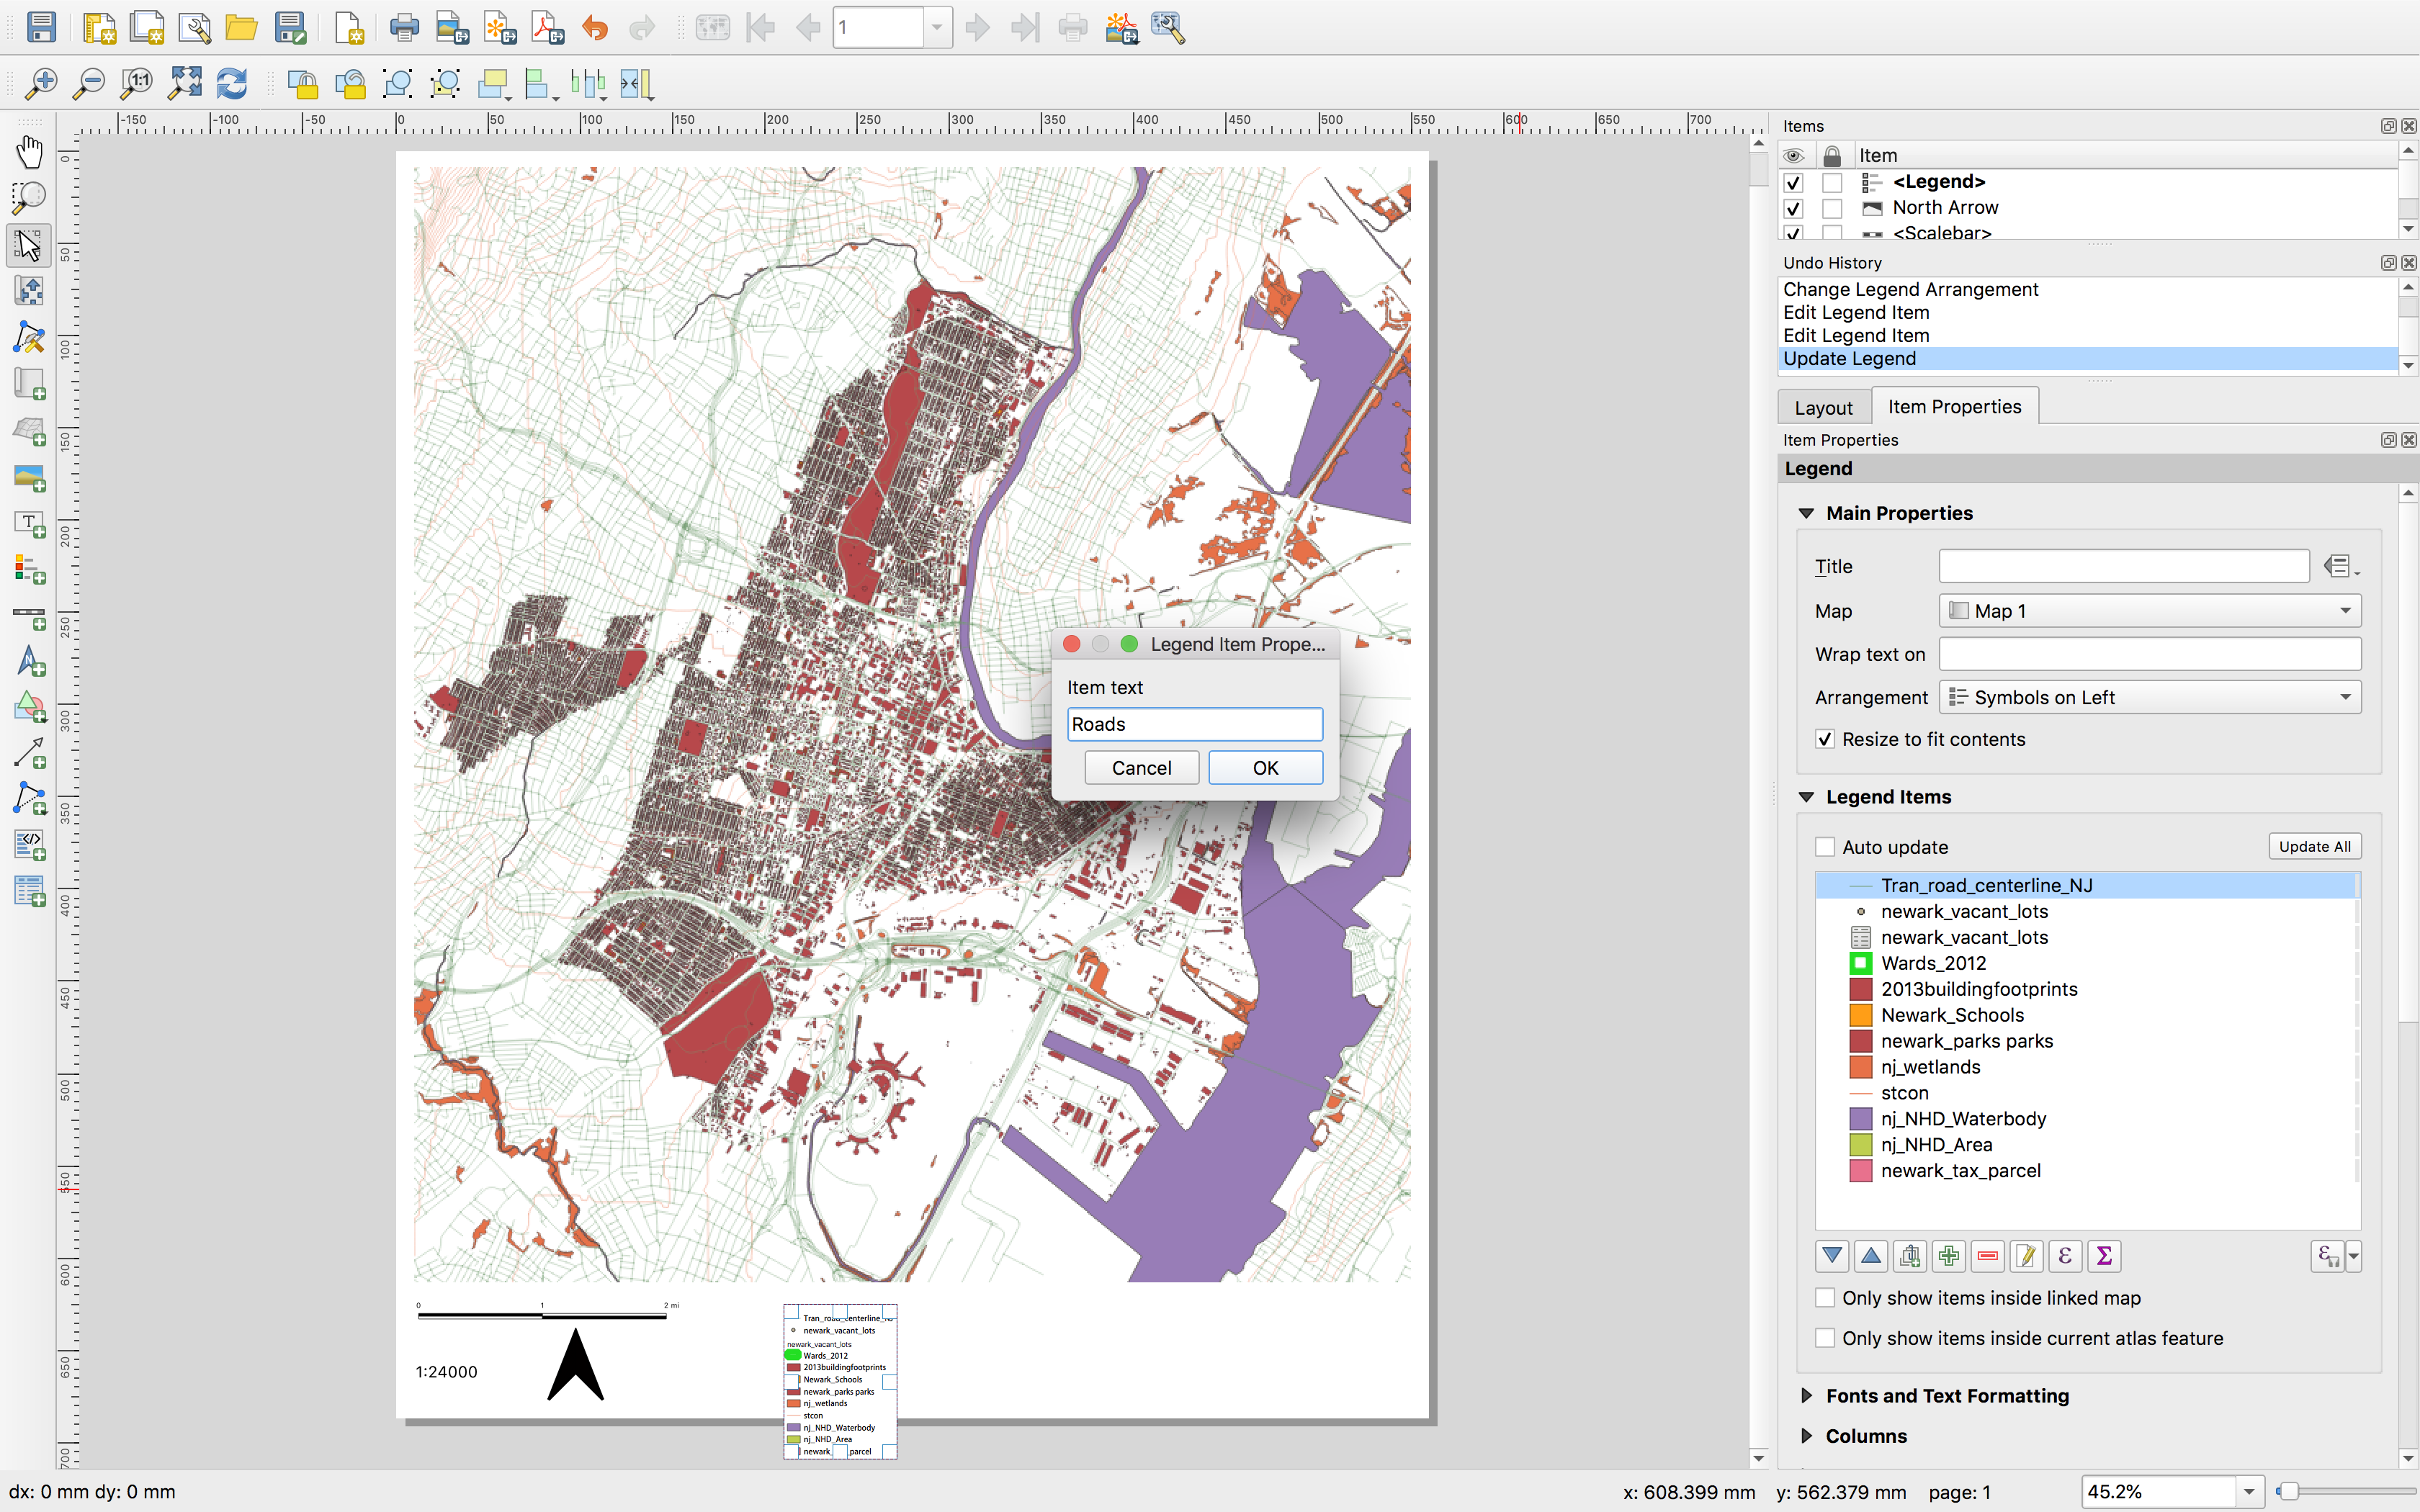 1
-150
-100
-50
0
50
100
150
200
250
300
350
400
450
500
550
600
650
700
0
50
100
150
200
250
300
350
400
450
500
550
600
650
700
Items
Item
<Legend>
North Arrow
<Scalebar>
Undo History
Change Legend Arrangement
Edit Legend Item
Edit Legend Item
Update Legend
Layout
Item Properties
Item Properties
Legend
Main Properties
Title
Map
Map 1
Wrap text on
Arrangement
Symbols on Left
Resize to fit contents
Legend Items
Auto update
Update All
Tran_road_centerline_NJ
newark_vacant_lots
newark_vacant_lots
Wards_2012
2013buildingfootprints
Newark_Schools
newark_parks parks
nj_wetlands
stcon
nj_NHD_Waterbody
nj_NHD_Area
newark_tax_parcel
Only show items inside linked map
Only show items inside current atlas feature
Fonts and Text Formatting
Columns
Legend Item Prope...
Item text
Roads
Cancel
OK
0 1 2 mi
1:24000
Tran_road_centerline_NJ
newark_vacant_lots
newark_vacant_lots
Wards_2012
2013buildingfootprints
Newark_Schools
newark_parks parks
nj_wetlands
stcon
nj_NHD_Waterbody
nj_NHD_Area
newark parcel
dx: 0 mm dy: 0 mm
x: 608.399 mm y: 562.379 mm page: 1
45.2%